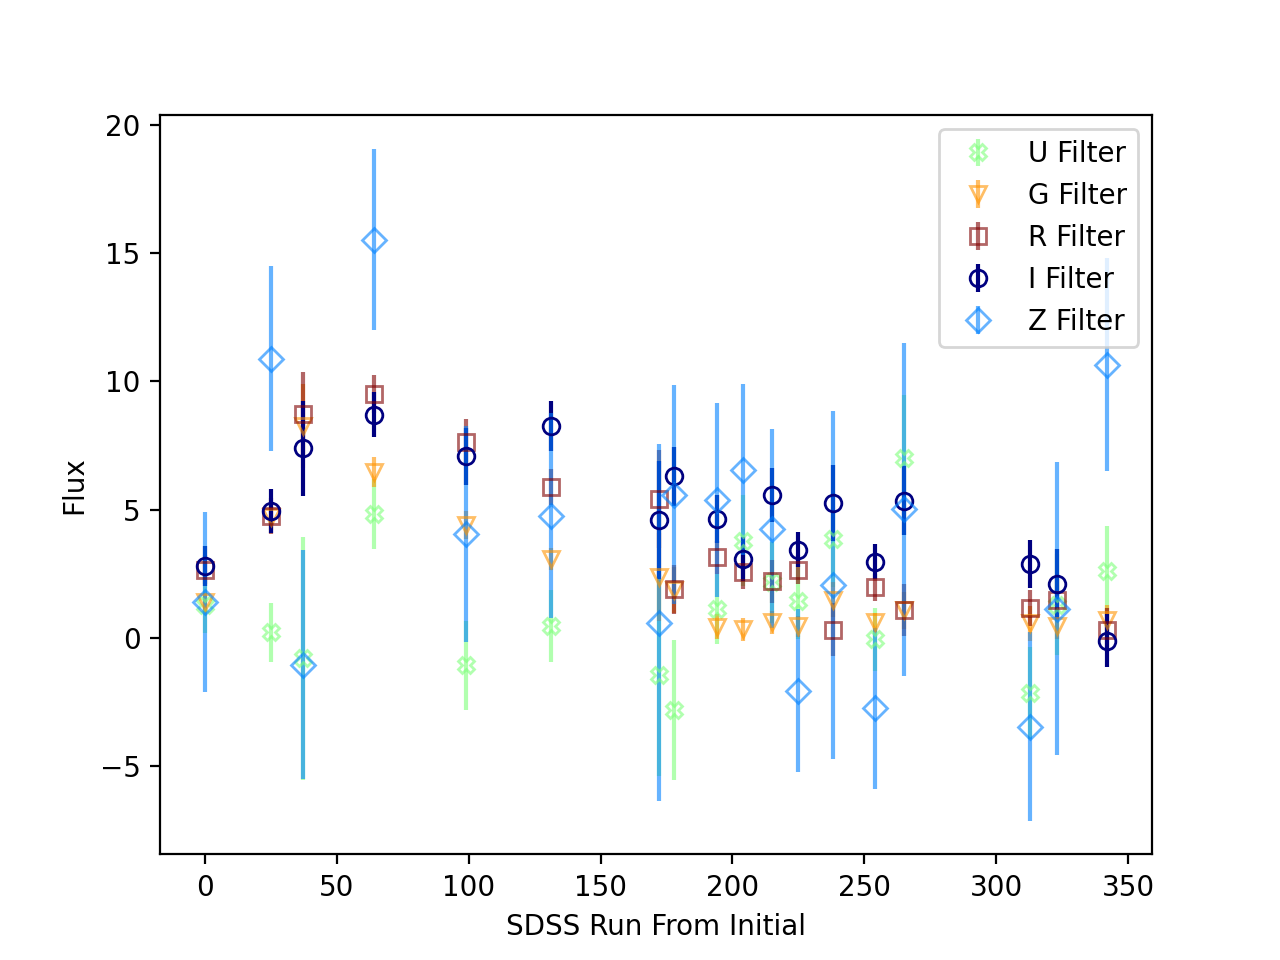 20
15
10
5
0
−5
Flux
U Filter
G Filter
R Filter
I Filter
Z Filter
0 50 100 150 200 250 300 350
SDSS Run From Initial